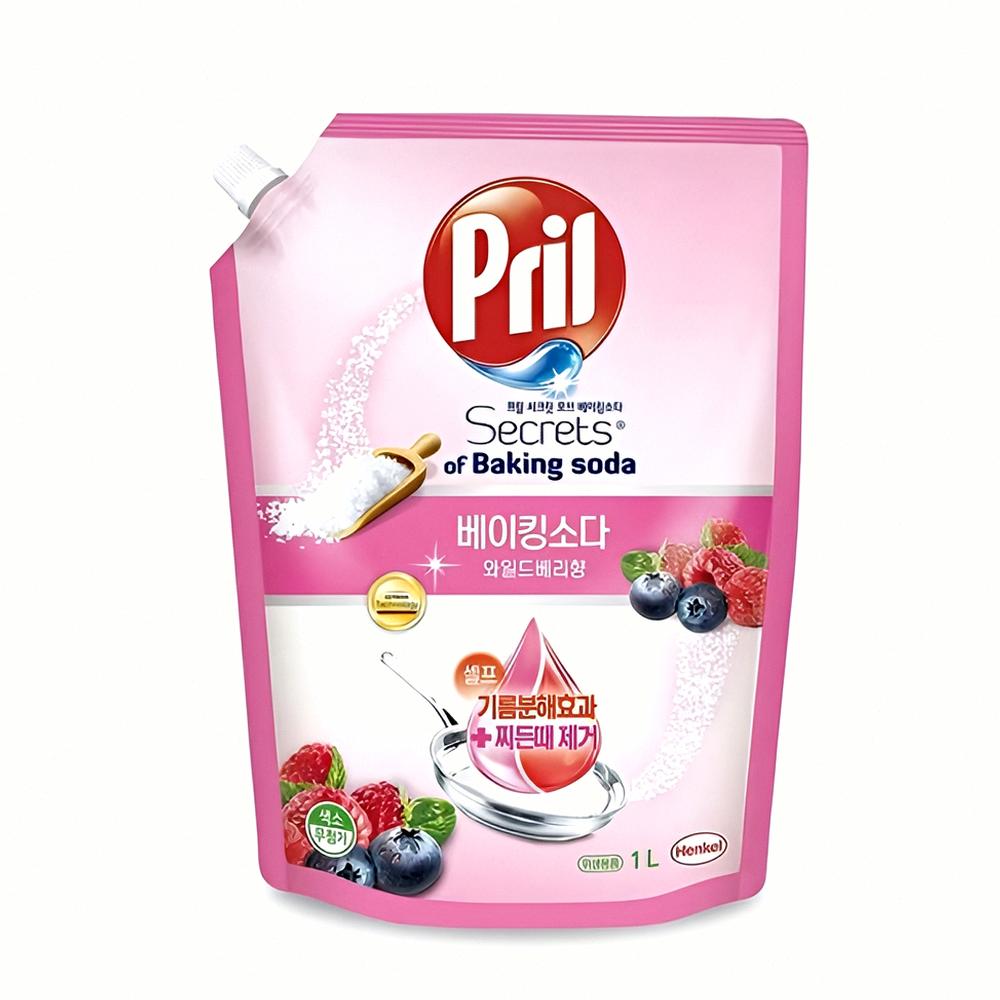 Pril
프릴 시크릿 오브 베이킹소다
Secrets®
of Baking soda
베이킹소다
와일드베리향
셀프
기름분해효과
+ 찌든때 제거
색소
무첨가
1 L
Henkel